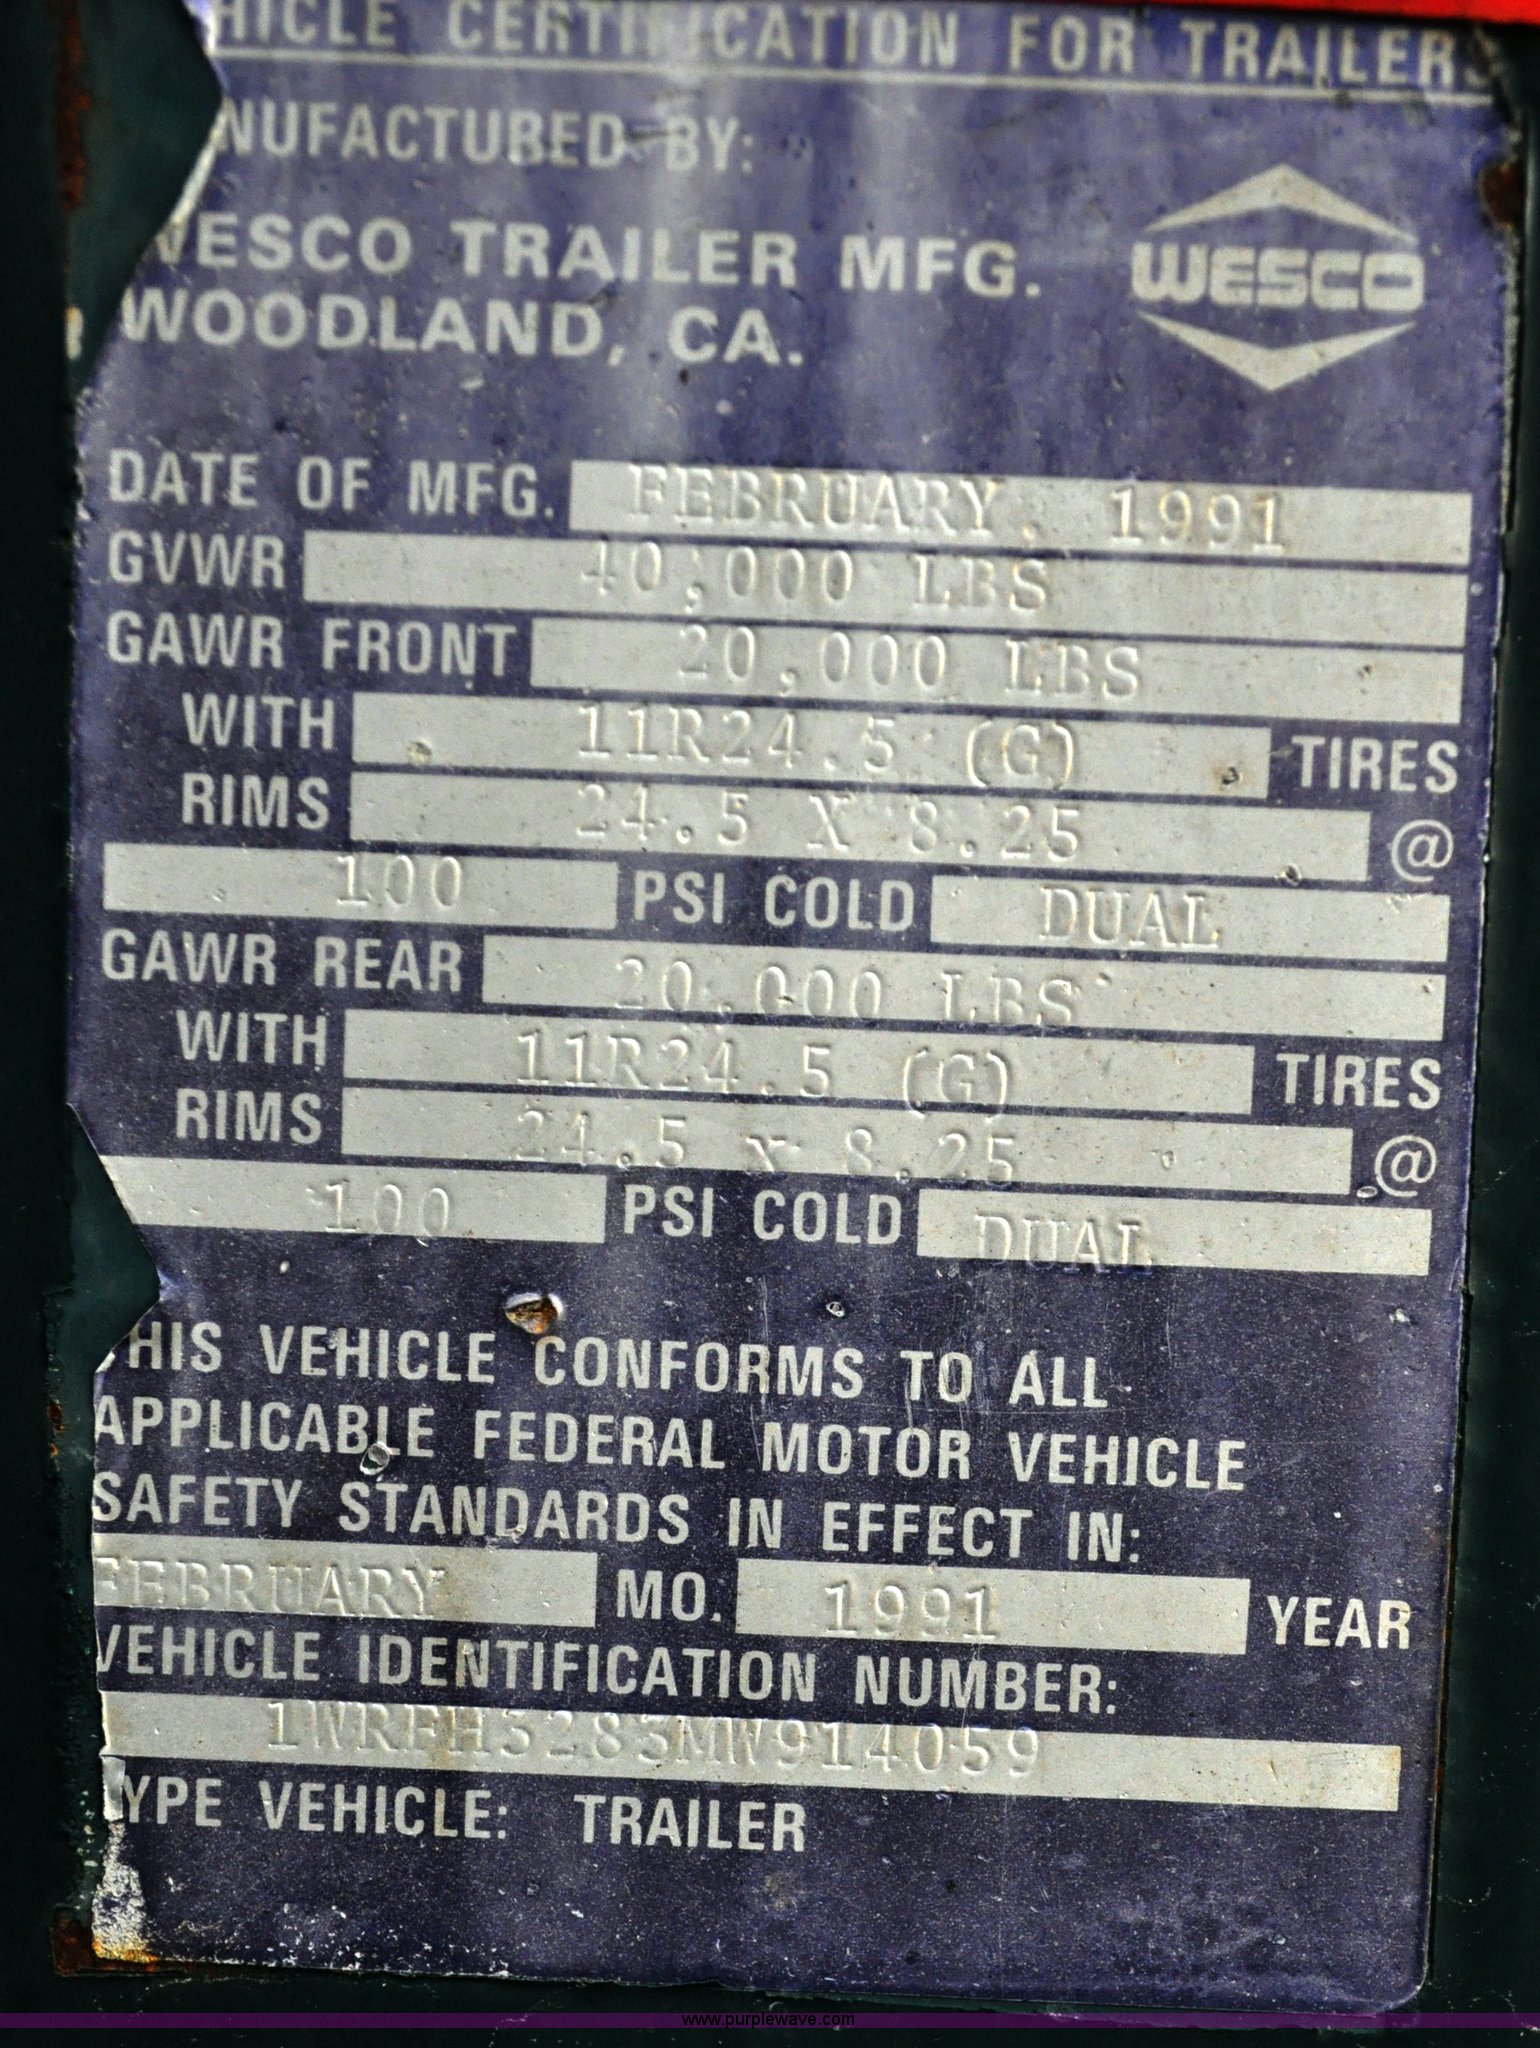 HICLE CERTIFICATION FOR TRAILERS
NUFACTURED BY:
WESCO TRAILER MFG.
WESCO
WOODLAND, CA.
DATE OF MFG. FEBRUARY, 1991
GVWR 40,000 LBS
GAWR FRONT 20,000 LBS
WITH 11R24.5 (G) TIRES
RIMS 24.5 X 8.25 @
100 PSI COLD DUAL
GAWR REAR 20,000 LBS
WITH 11R24.5 (G) TIRES
RIMS 24.5 x 8.25 @
100 PSI COLD DUAL
HIS VEHICLE CONFORMS TO ALL
APPLICABLE FEDERAL MOTOR VEHICLE
SAFETY STANDARDS IN EFFECT IN:
FEBRUARY MO. 1991 YEAR
VEHICLE IDENTIFICATION NUMBER:
1WRFH3283MW914059
YPE VEHICLE: TRAILER
www.purplewave.com